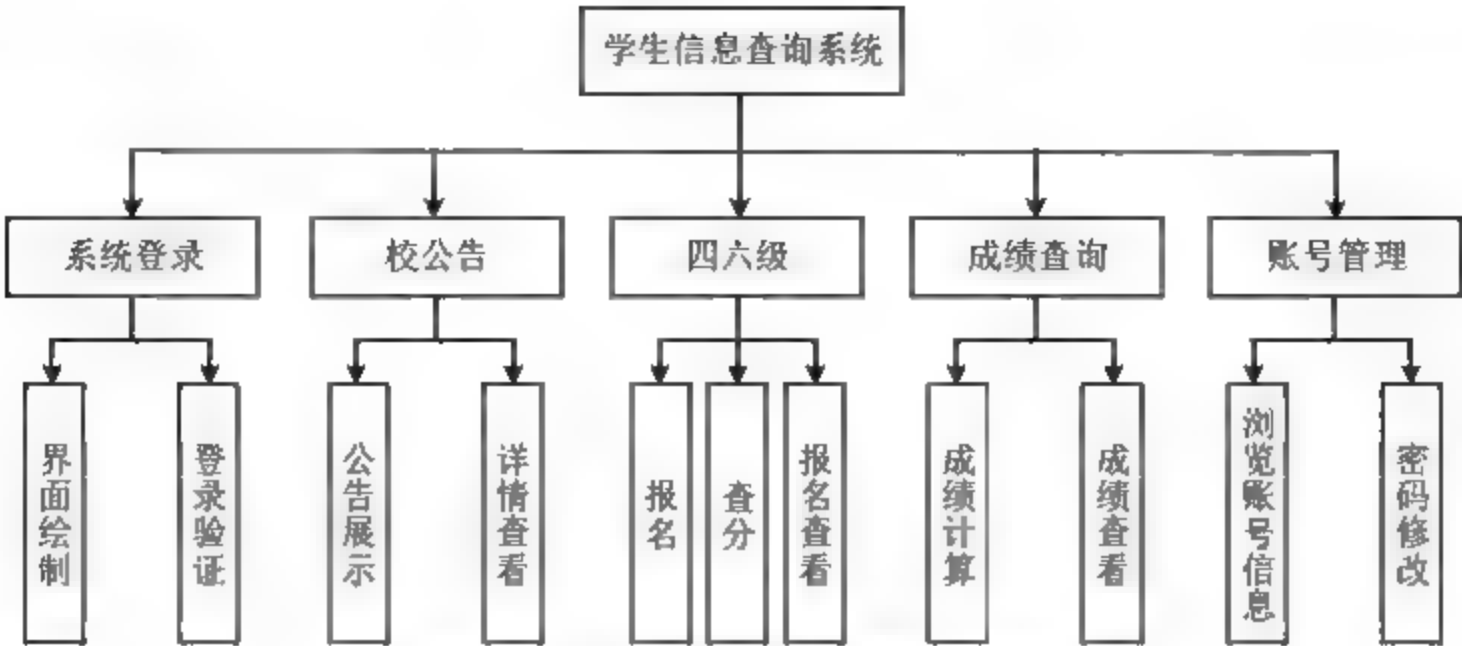 学生信息查询系统
系统登录
校公告
四六级
成绩查询
账号管理
界面绘制
登录验证
公告展示
详情查看
报名
查分
报名查看
成绩计算
成绩查看
浏览账号信息
密码修改